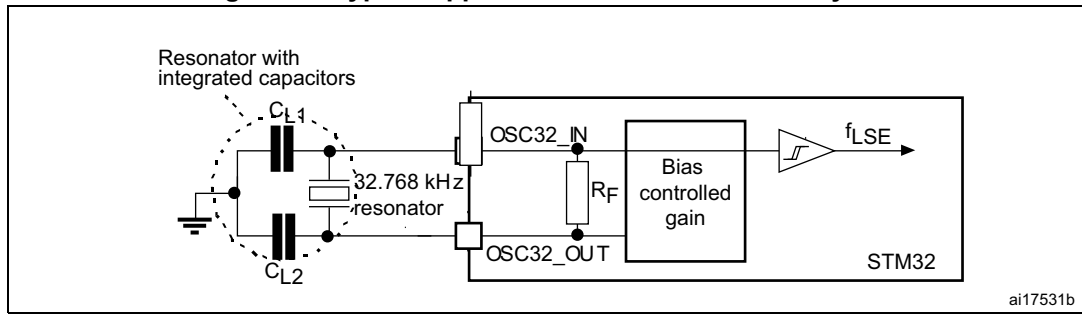 Resonator with
integrated capacitors
CL1
OSC32_IN
fLSE
Bias
controlled
gain
RF
32.768 kHz
resonator
OSC32_OUT
STM32
CL2
ai17531b